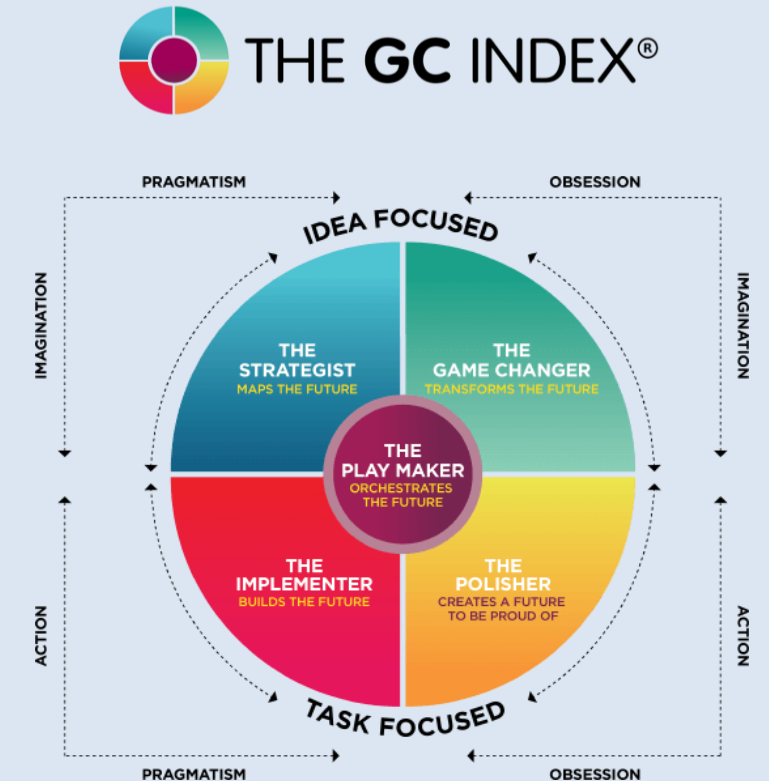 THE GC INDEX®
PRAGMATISM
OBSESSION
IDEA FOCUSED
IMAGINATION
IMAGINATION
THE
STRATEGIST
MAPS THE FUTURE
THE
GAME CHANGER
TRANSFORMS THE FUTURE
THE
PLAY MAKER
ORCHESTRATES
THE FUTURE
THE
IMPLEMENTER
BUILDS THE FUTURE
THE
POLISHER
CREATES A FUTURE
TO BE PROUD OF
ACTION
ACTION
TASK FOCUSED
PRAGMATISM
OBSESSION